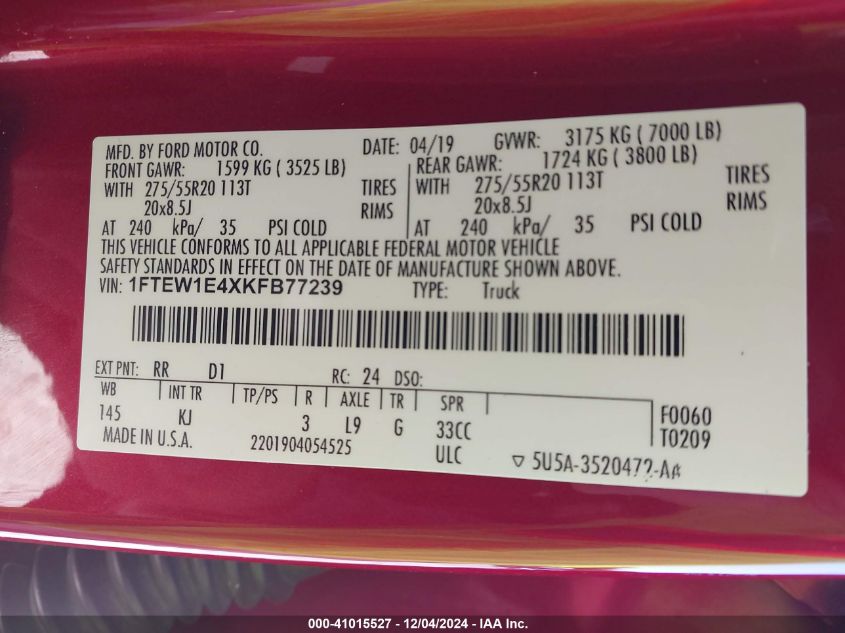 MFD. BY FORD MOTOR CO. DATE: 04/19 GVWR: 3175 KG ( 7000 LB)
FRONT GAWR: 1599 KG ( 3525 LB) REAR GAWR: 1724 KG ( 3800 LB)
WITH 275/55R20 113T TIRES WITH 275/55R20 113T TIRES
20x8.5J RIMS 20x8.5J RIMS
AT 240 kPa/ 35 PSI COLD AT 240 kPa/ 35 PSI COLD
THIS VEHICLE CONFORMS TO ALL APPLICABLE FEDERAL MOTOR VEHICLE
SAFETY STANDARDS IN EFFECT ON THE DATE OF MANUFACTURE SHOWN ABOVE.
VIN: 1FTEW1E4XKFB77239 TYPE: Truck
EXT PNT: RR D1 RC: 24 DSO:
WB INT TR TP/PS R AXLE TR SPR F0060
145 KJ 3 L9 G 33CC T0209
MADE IN U.S.A. 2201904054525 ULC ▽ 5U5A-3520472-AA
000-41015527 - 12/04/2024 - IAA Inc.